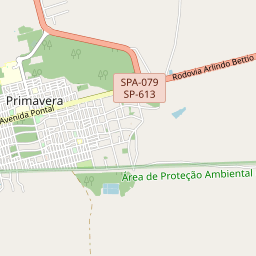 SPA-079
SP-613
Rodovia Arlindo Bettio
Primavera
Avenida Pontal
Área de Proteção Ambiental